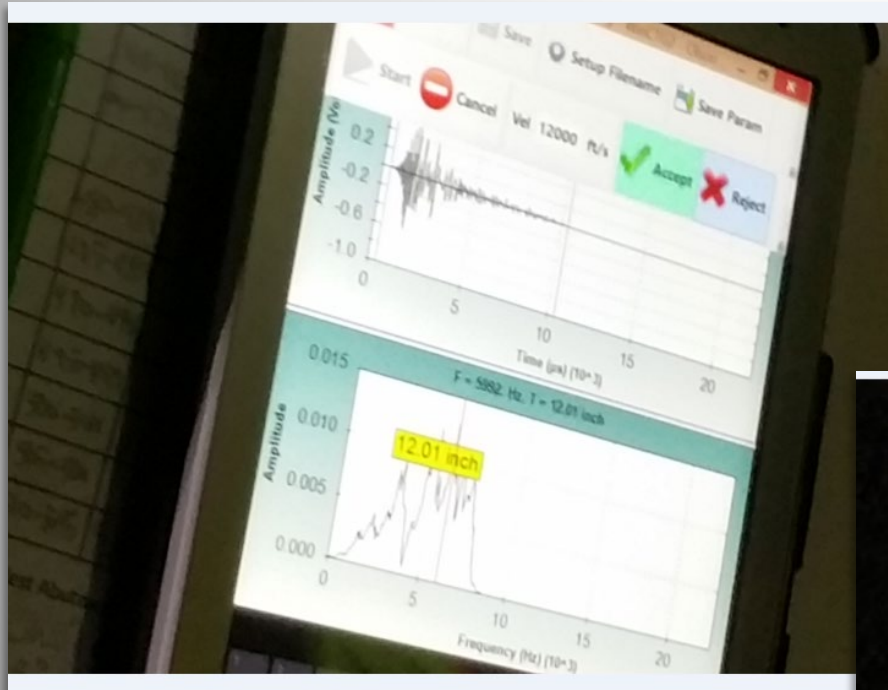 Save Setup Filename Save Param
Start Cancel Vel 12000 ft/s Accept Reject
Amplitude (Vo
0.2
-0.2
-0.6
-1.0
0 5 10 15 20
Time (µs) (10^3)
F = 5992. Hz, T = 12.01 inch
12.01 inch
Amplitude
0.015
0.010
0.005
0.000
0 5 10 15 20
Frequency (Hz) (10^3)